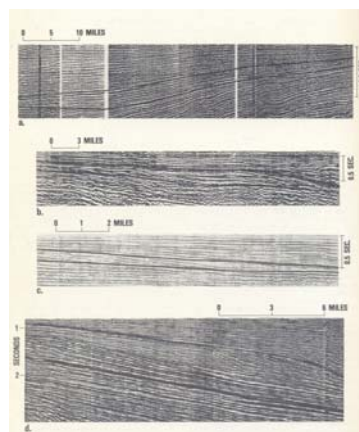 0 5 10 MILES
a.
0 3 MILES
0.5 SEC.
b.
0 1 2 MILES
0.5 SEC.
c.
0 3 6 MILES
1
SECONDS
2
d.